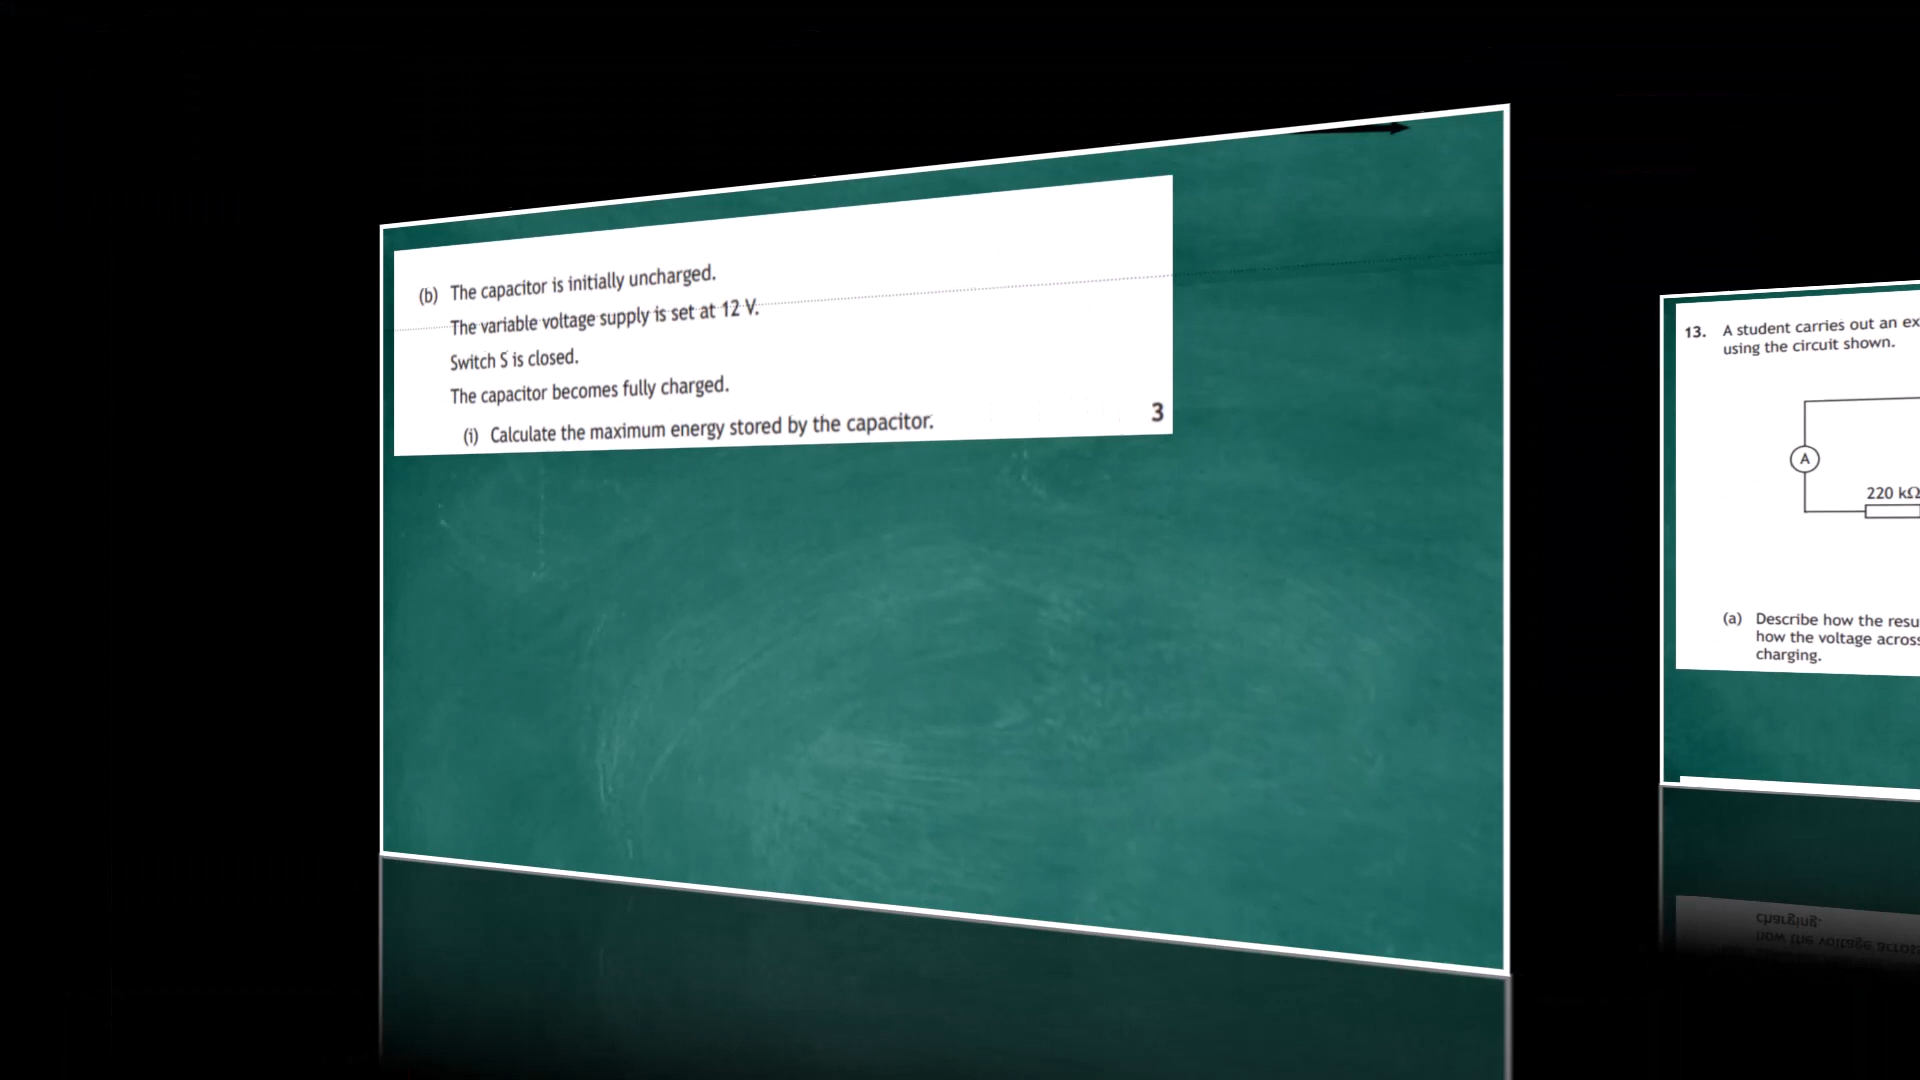 (b) The capacitor is initially uncharged.
The variable voltage supply is set at 12 V.
Switch S is closed.
The capacitor becomes fully charged.
(i) Calculate the maximum energy stored by the capacitor.
3
13. A student carries out an ex
using the circuit shown.
A
220 kΩ
(a) Describe how the resu
how the voltage across
charging.